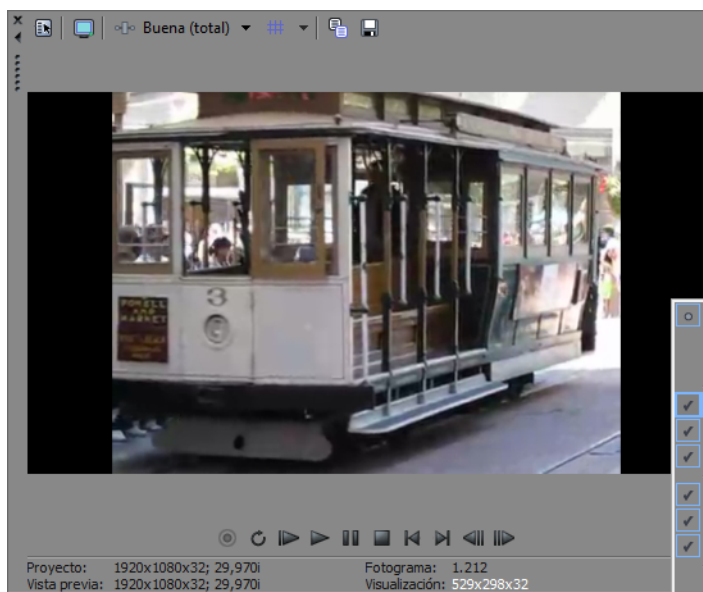 Buena (total)
3
POWELL
AND
MARKET
Proyecto: 1920x1080x32; 29,970i
Fotograma: 1.212
Vista previa: 1920x1080x32; 29,970i
Visualización: 529x298x32